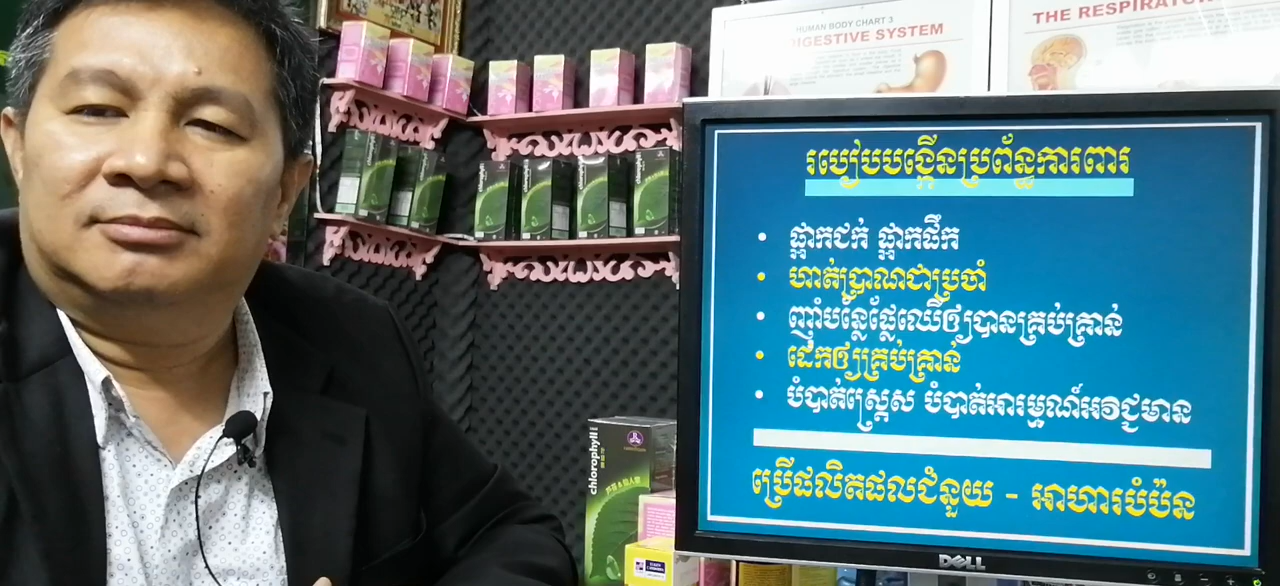 HUMAN BODY CHART 3
DIGESTIVE SYSTEM
THE RESPIRATOR
របៀបបង្កើនប្រព័ន្ធការពារ
• ផ្អាកជក់ ផ្អាកផឹក
• ហាត់ប្រាណជាប្រចាំ
• ញ៉ាំបន្លែផ្លែឈើឲ្យបានគ្រប់គ្រាន់
• ដេកឲ្យគ្រប់គ្រាន់
• បំបាត់ស្ត្រេស បំបាត់អារម្មណ៍អវិជ្ជមាន
ប្រើផលិតផលជំនួយ - អាហារបំប៉ន
DELL
chlorophyll
chlorophyll
chlorophyll
chlorophyll
chlorophyll